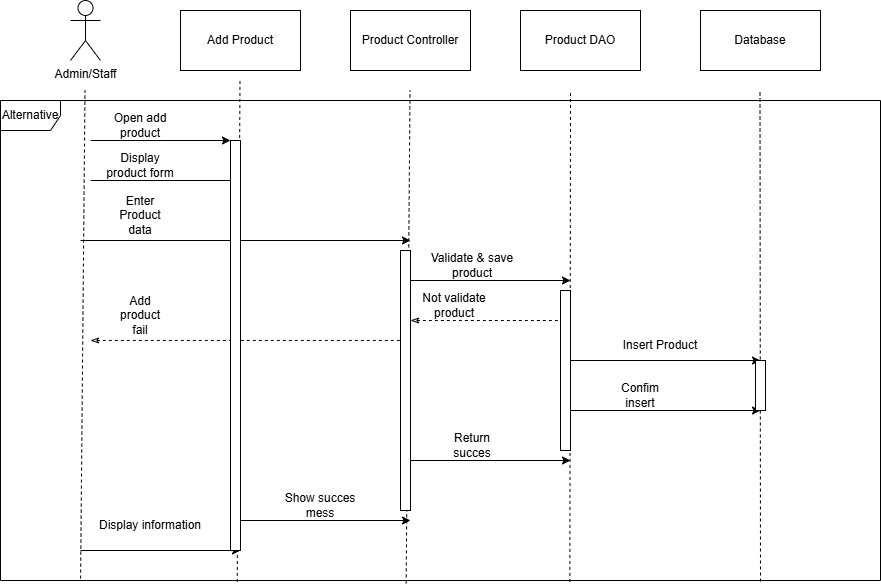 Admin/Staff
Add Product
Product Controller
Product DAO
Database
Alternative
Open add
product
Display
product form
Enter
Product
data
Validate & save
product
Not validate
product
Add
product
fail
Insert Product
Confim
insert
Return
succes
Show succes
mess
Display information